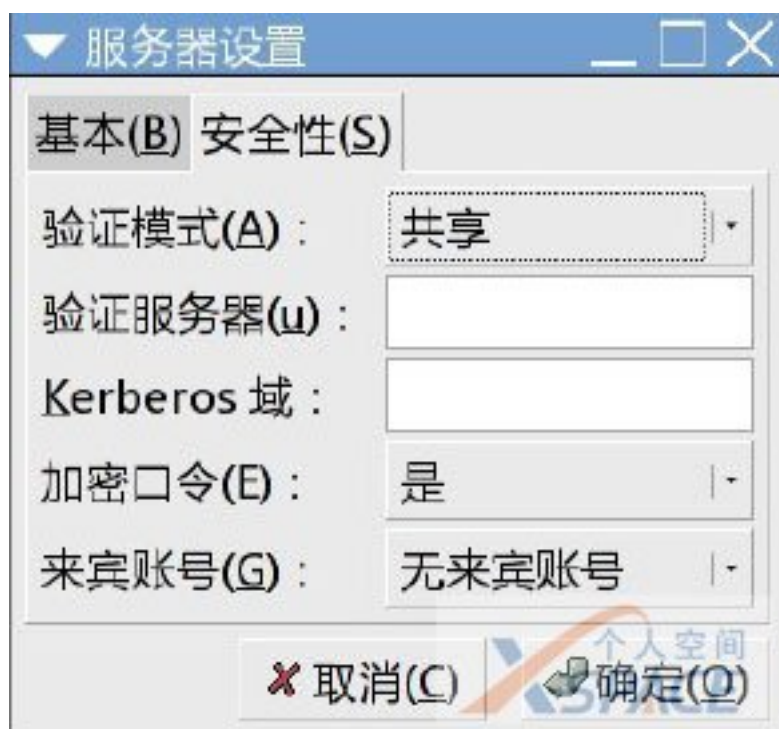 服务器设置
基本(B) 安全性(S)
验证模式(A)： 共享
验证服务器(u)：
Kerberos 域：
加密口令(E)： 是
来宾账号(G)： 无来宾账号
取消(C) 确定(O)
个人空间
XSPACE